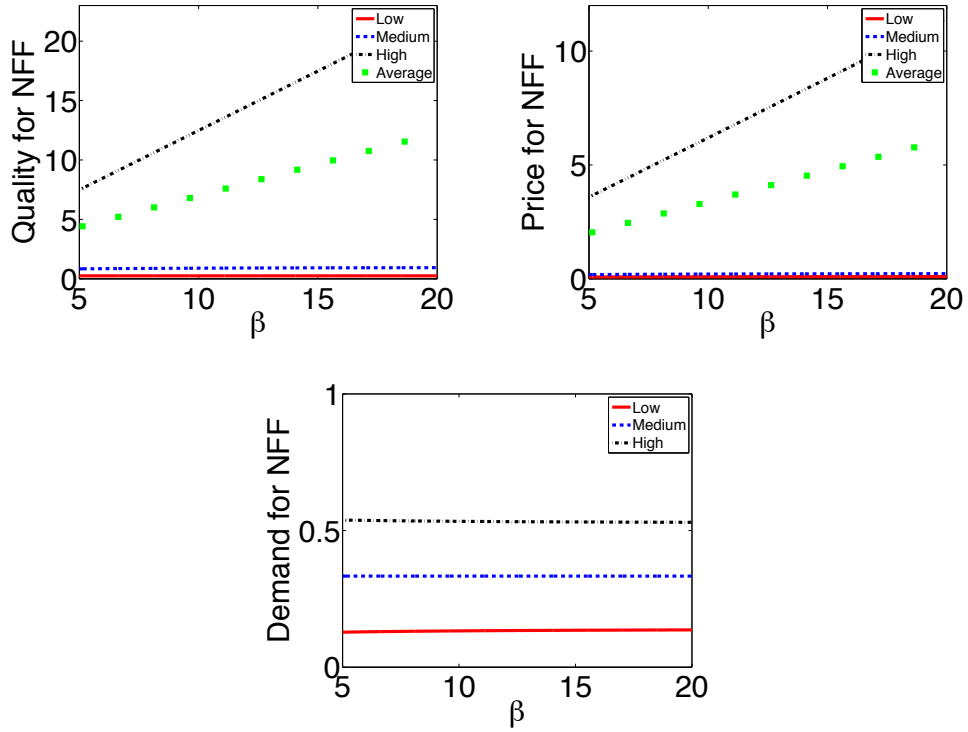 Quality for NFF
20
15
10
5
0
5
10
15
20
β
Low
Medium
High
Average
Price for NFF
10
5
0
5
10
15
20
β
Low
Medium
High
Average
Demand for NFF
1
0.5
0
5
10
15
20
β
Low
Medium
High